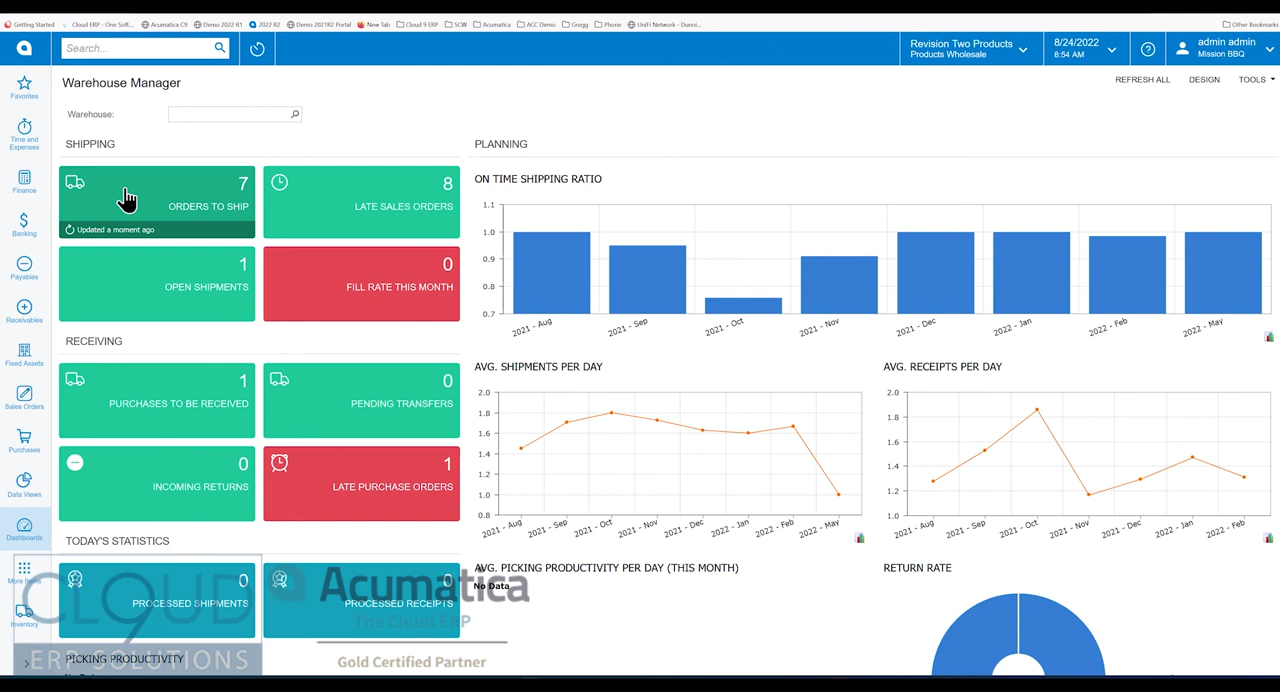 Getting Started
Cloud ERP - One Soft...
Acumatica C9
Demo 2022 R1
2022 R2
Demo 2021R2 Portal
New Tab
Cloud 9 ERP
SCW
Acumatica
ACC Demo
Gregg
Phone
UniFi Network - Dunni...
Other Bookmarks
Search...
Revision Two Products
Products Wholesale
8/24/2022
8:54 AM
?
admin admin
Mission BBQ
Favorites
Time and
Expenses
Finance
Banking
Payables
Receivables
Fixed Assets
Sales Orders
Purchases
Data Views
Dashboards
More Items
Inventory
Warehouse Manager
REFRESH ALL
DESIGN
TOOLS
Warehouse:
SHIPPING
7
ORDERS TO SHIP
Updated a moment ago
8
LATE SALES ORDERS
1
OPEN SHIPMENTS
0
FILL RATE THIS MONTH
RECEIVING
1
PURCHASES TO BE RECEIVED
0
PENDING TRANSFERS
0
INCOMING RETURNS
1
LATE PURCHASE ORDERS
TODAY'S STATISTICS
0
PROCESSED SHIPMENTS
0
PROCESSED RECEIPTS
PICKING PRODUCTIVITY
PLANNING
ON TIME SHIPPING RATIO
1.1
1.0
0.9
0.8
0.7
2021 - Aug
2021 - Sep
2021 - Oct
2021 - Nov
2021 - Dec
2022 - Jan
2022 - Feb
2022 - May
AVG. SHIPMENTS PER DAY
2.0
1.8
1.6
1.4
1.2
1.0
0.8
2021 - Aug
2021 - Sep
2021 - Oct
2021 - Nov
2021 - Dec
2022 - Jan
2022 - Feb
2022 - May
AVG. RECEIPTS PER DAY
2.0
1.8
1.6
1.4
1.2
1.0
2021 - Aug
2021 - Sep
2021 - Oct
2021 - Nov
2021 - Dec
2022 - Jan
2022 - Feb
AVG. PICKING PRODUCTIVITY PER DAY (THIS MONTH)
No Data
RETURN RATE
CLOUD
9
ERP SOLUTIONS
Acumatica
The Cloud ERP
Gold Certified Partner